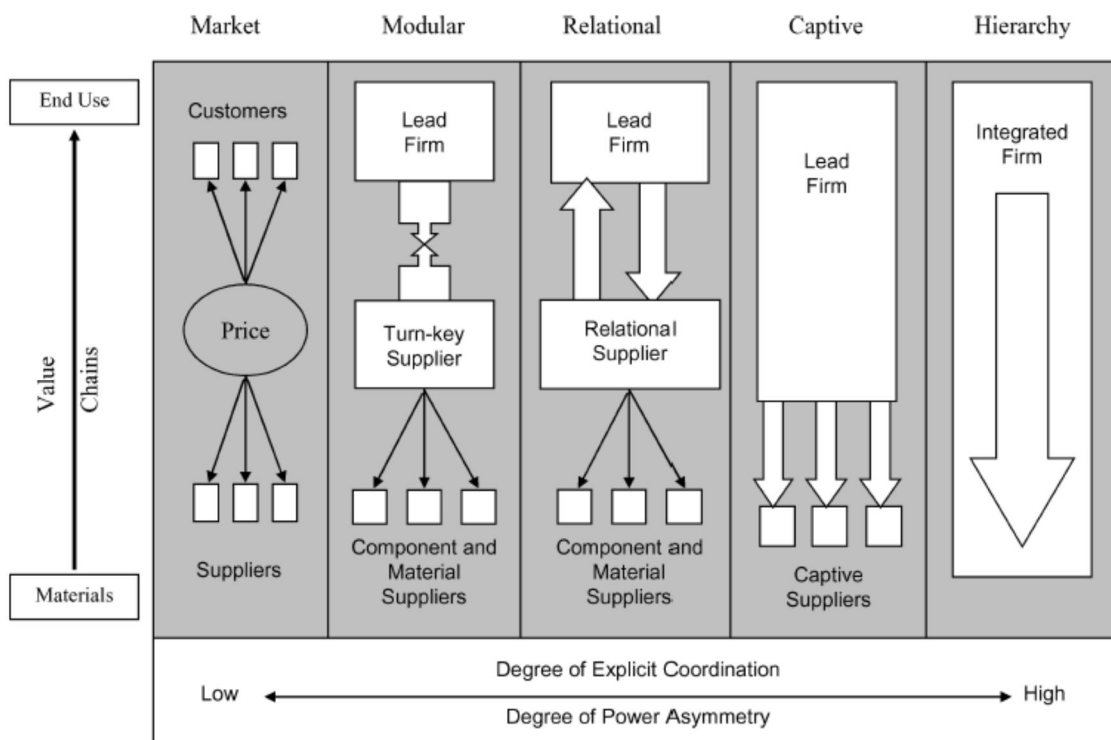 Market
Modular
Relational
Captive
Hierarchy
End Use
Value
Chains
Materials
Customers
Price
Suppliers
Lead
Firm
Turn-key
Supplier
Component and
Material
Suppliers
Lead
Firm
Relational
Supplier
Component and
Material
Suppliers
Lead
Firm
Captive
Suppliers
Integrated
Firm
Degree of Explicit Coordination
Low
High
Degree of Power Asymmetry